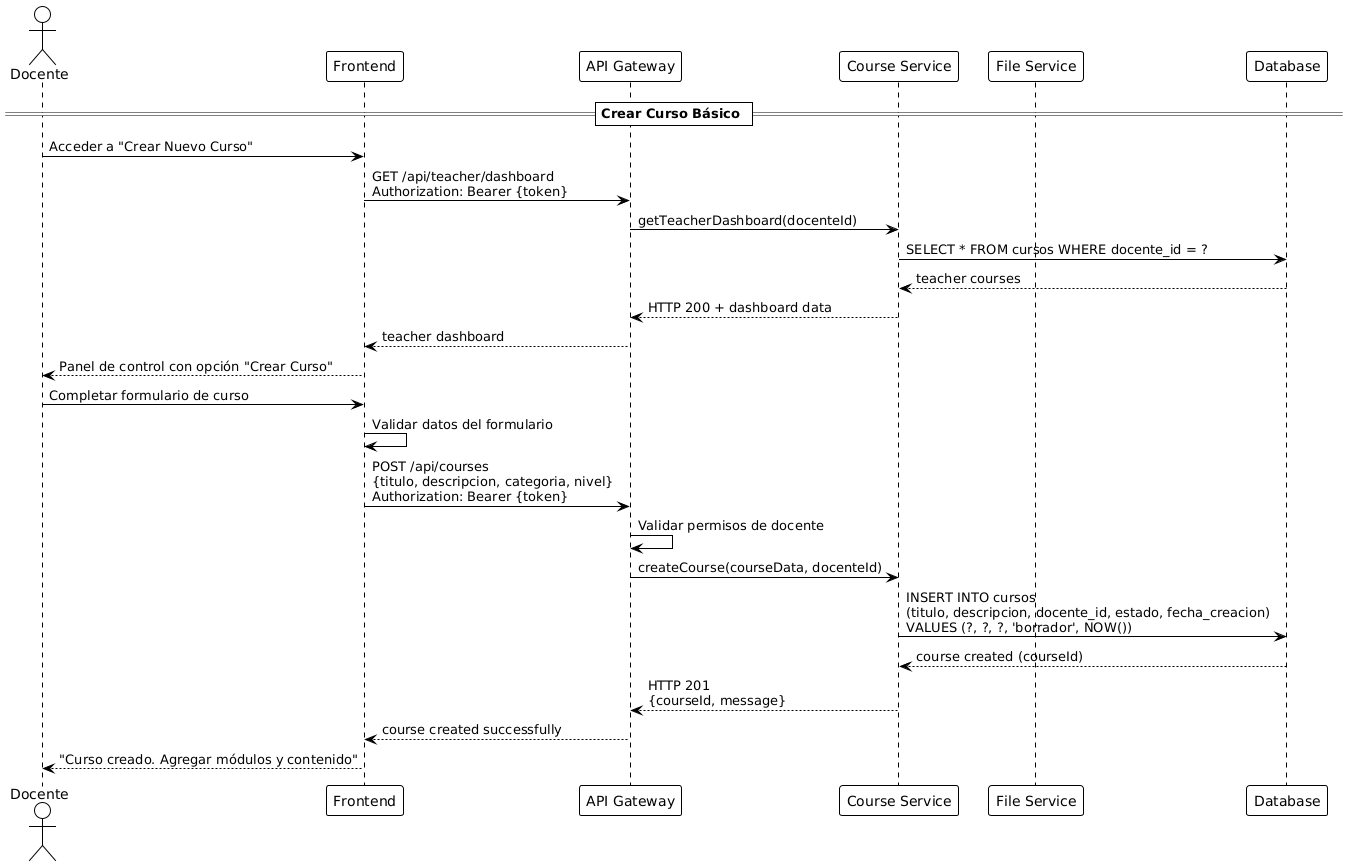 Docente
Frontend
API Gateway
Course Service
File Service
Database
Crear Curso Básico
Acceder a "Crear Nuevo Curso"
GET /api/teacher/dashboard
Authorization: Bearer {token}
getTeacherDashboard(docenteId)
SELECT * FROM cursos WHERE docente_id = ?
teacher courses
HTTP 200 + dashboard data
teacher dashboard
Panel de control con opción "Crear Curso"
Completar formulario de curso
Validar datos del formulario
POST /api/courses
{titulo, descripcion, categoria, nivel}
Authorization: Bearer {token}
Validar permisos de docente
createCourse(courseData, docenteId)
INSERT INTO cursos
(titulo, descripcion, docente_id, estado, fecha_creacion)
VALUES (?, ?, ?, 'borrador', NOW())
course created (courseId)
HTTP 201
{courseId, message}
course created successfully
"Curso creado. Agregar módulos y contenido"
Docente
Frontend
API Gateway
Course Service
File Service
Database